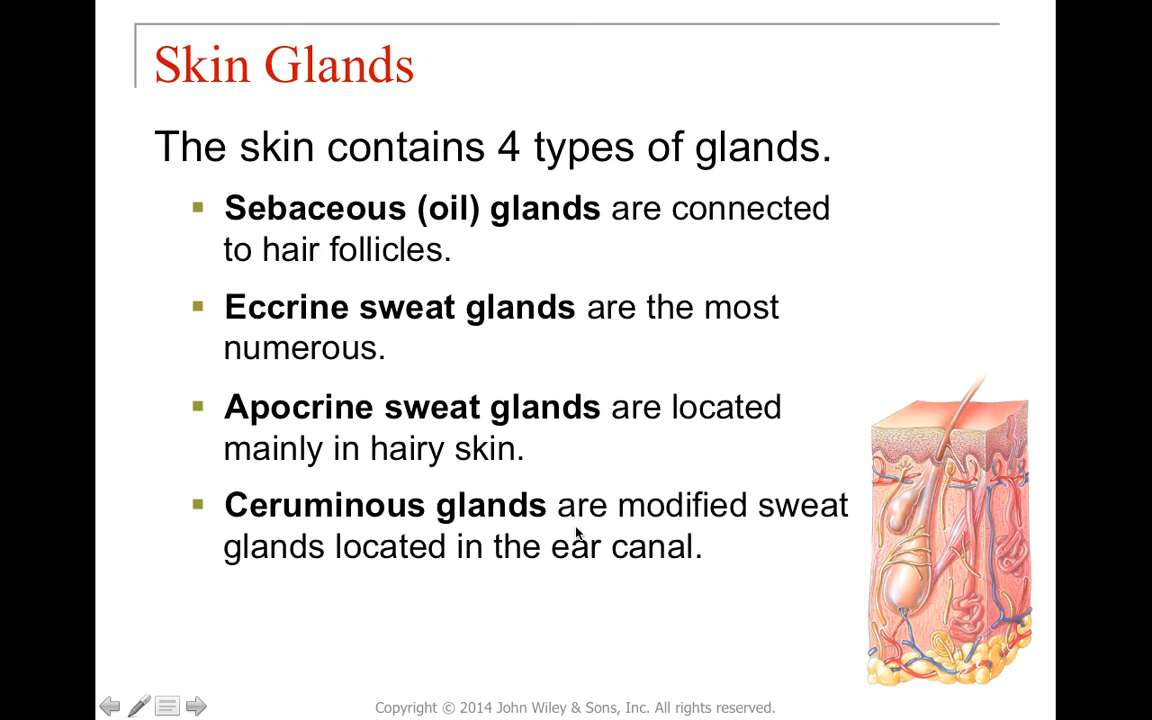 Skin Glands
The skin contains 4 types of glands.
Sebaceous (oil) glands are connected
to hair follicles.
Eccrine sweat glands are the most
numerous.
Apocrine sweat glands are located
mainly in hairy skin.
Ceruminous glands are modified sweat
glands located in the ear canal.
Copyright © 2014 John Wiley & Sons, Inc. All rights reserved.